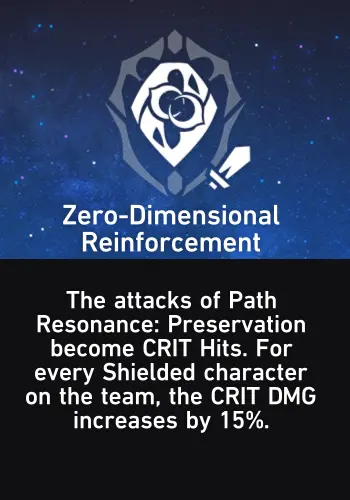 Zero-Dimensional
Reinforcement
The attacks of Path
Resonance: Preservation
become CRIT Hits. For
every Shielded character
on the team, the CRIT DMG
increases by 15%.